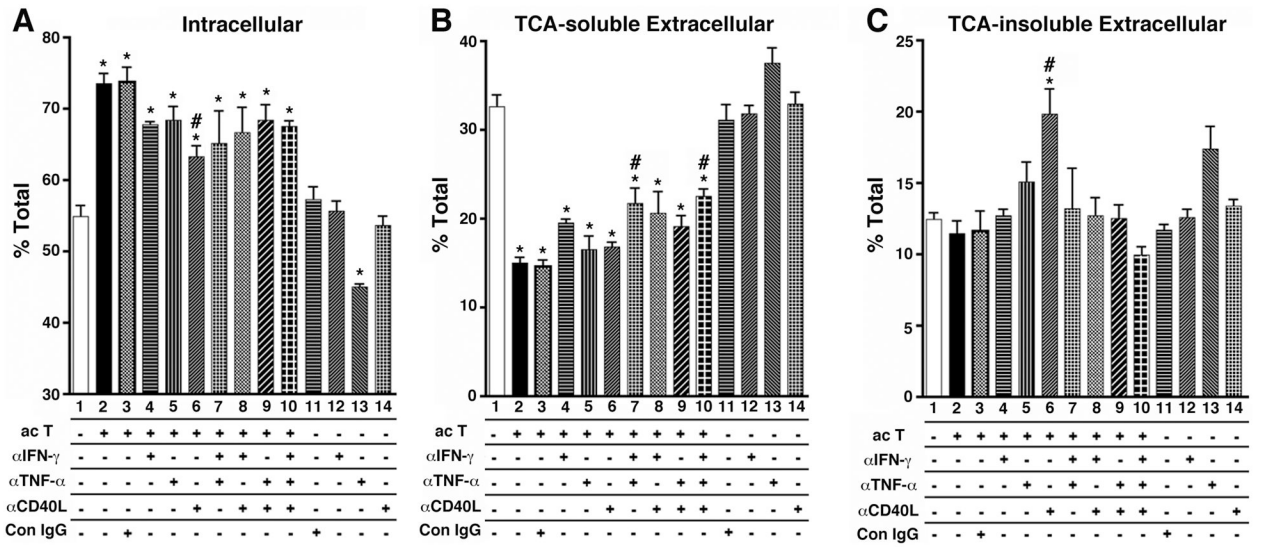 A Intracellular
% Total
80
70
60
50
40
30
* * * * # * * * * * *
1 2 3 4 5 6 7 8 9 10 11 12 13 14
ac T - + + + + + + + + + - - - -
αIFN-γ - - - + - - + + - + - + - -
αTNF-α - - - - + - + - + + - - + -
αCD40L - - - - - + - + + + - - - +
Con IgG - - + - - - - - - - + - - -
B TCA-soluble Extracellular
% Total
40
30
20
10
0
* * * * * # * * * # *
1 2 3 4 5 6 7 8 9 10 11 12 13 14
ac T - + + + + + + + + + - - - -
αIFN-γ - - - + - - + + - + - + - -
αTNF-α - - - - + - + - + + - - + -
αCD40L - - - - - + - + + + - - - +
Con IgG - - + - - - - - - - + - - -
C TCA-insoluble Extracellular
% Total
25
20
15
10
5
0
# *
1 2 3 4 5 6 7 8 9 10 11 12 13 14
ac T - + + + + + + + + + - - - -
αIFN-γ - - - + - - + + - + - + - -
αTNF-α - - - - + - + - + + - - + -
αCD40L - - - - - + - + + + - - - +
Con IgG - - + - - - - - - - + - - -